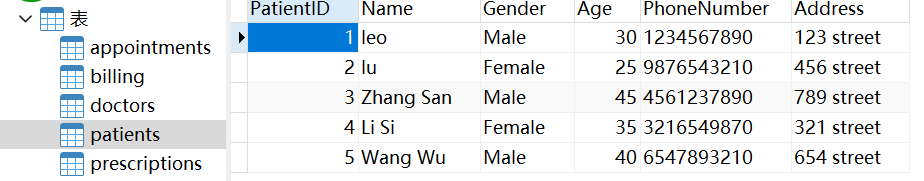 表
appointments
billing
doctors
patients
prescriptions
PatientID Name Gender Age PhoneNumber Address
1 leo Male 30 1234567890 123 street
2 lu Female 25 9876543210 456 street
3 Zhang San Male 45 4561237890 789 street
4 Li Si Female 35 3216549870 321 street
5 Wang Wu Male 40 6547893210 654 street